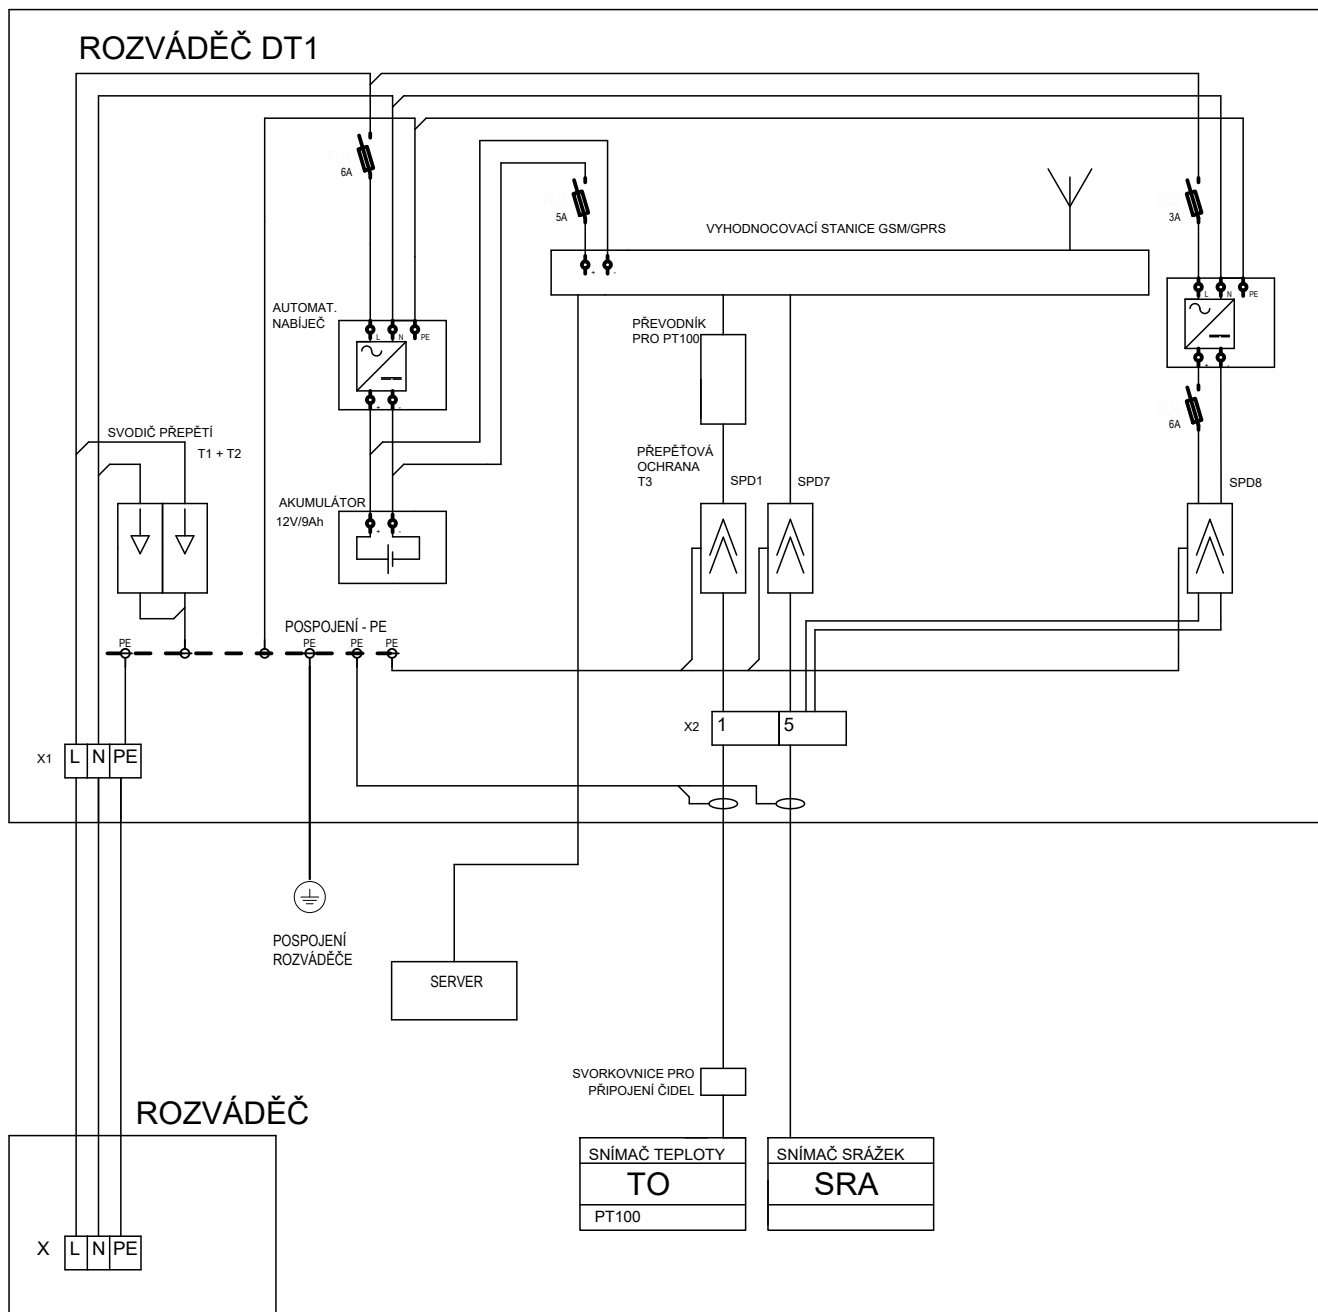 ROZVÁDĚČ DT1
6A
5A
3A
VYHODNOCOVACÍ STANICE GSM/GPRS
+ -
L N PE
AUTOMAT.
NABÍJEČ
L N PE
PŘEVODNÍK
PRO PT100
+ -
+ -
6A
SVODIČ PŘEPĚTÍ
T1 + T2
PŘEPĚŤOVÁ
OCHRANA
T3
SPD1
SPD7
SPD8
AKUMULÁTOR
12V/9Ah
+ -
POSPOJENÍ - PE
PE
PE
PE
PE
X2
1
5
X1
L
N
PE
POSPOJENÍ
ROZVÁDĚČE
SERVER
SVORKOVNICE PRO
PŘIPOJENÍ ČIDEL
ROZVÁDĚČ
SNÍMAČ TEPLOTY
TO
PT100
SNÍMAČ SRÁŽEK
SRA
X
L
N
PE